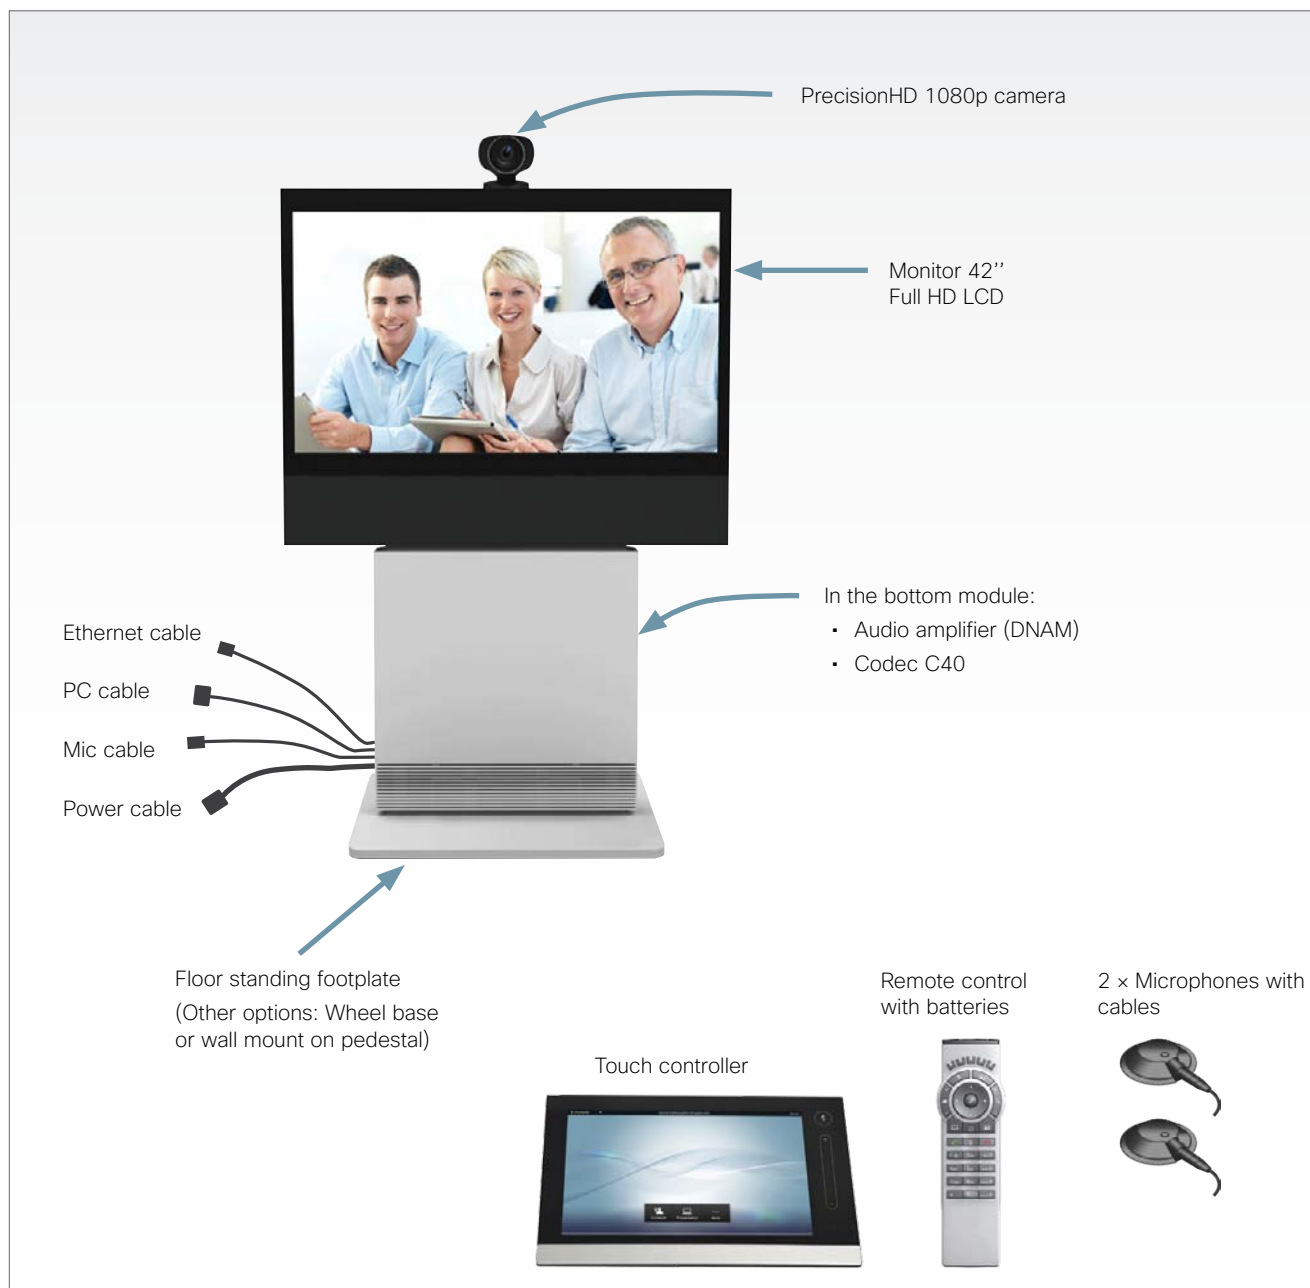 PrecisionHD 1080p camera
Monitor 42’’
Full HD LCD
In the bottom module:
• Audio amplifier (DNAM)
• Codec C40
Ethernet cable
PC cable
Mic cable
Power cable
Floor standing footplate
(Other options: Wheel base
or wall mount on pedestal)
Touch controller
Remote control
with batteries
2 × Microphones with
cables